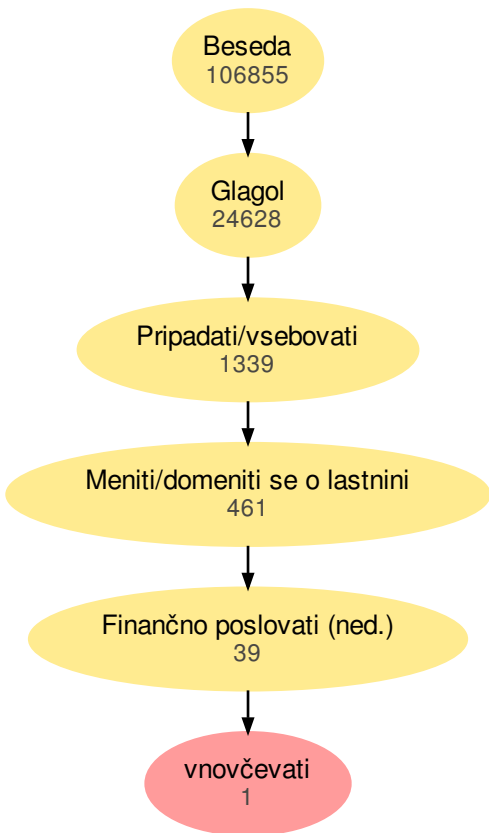 Beseda
106855
Glagol
24628
Pripadati/vsebovati
1339
Meniti/domeniti se o lastnini
461
Finančno poslovati (ned.)
39
vnovčevati
1